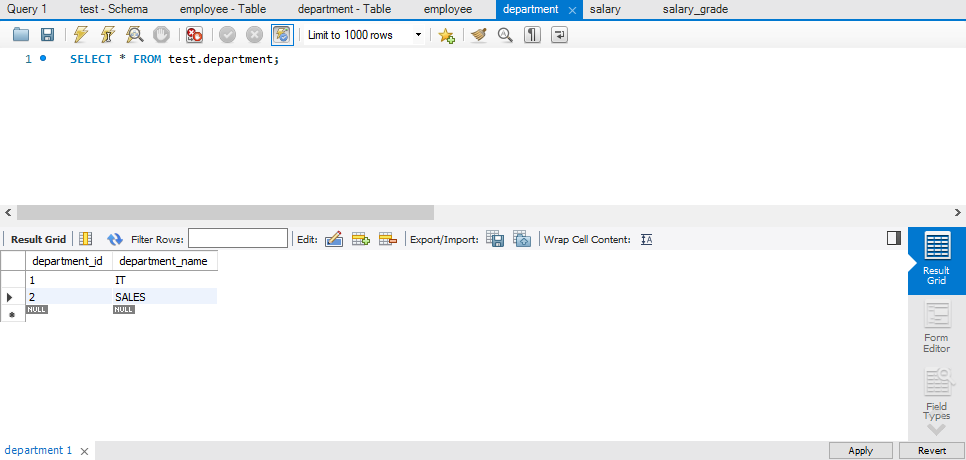 Query 1 test - Schema employee - Table department - Table employee department salary salary_grade
Limit to 1000 rows
1 SELECT * FROM test.department;
Result Grid Filter Rows: Edit: Export/Import: Wrap Cell Content:
department_id department_name
1 IT
2 SALES
NULL NULL
Result
Grid
Form
Editor
Field
Types
department 1 Apply Revert